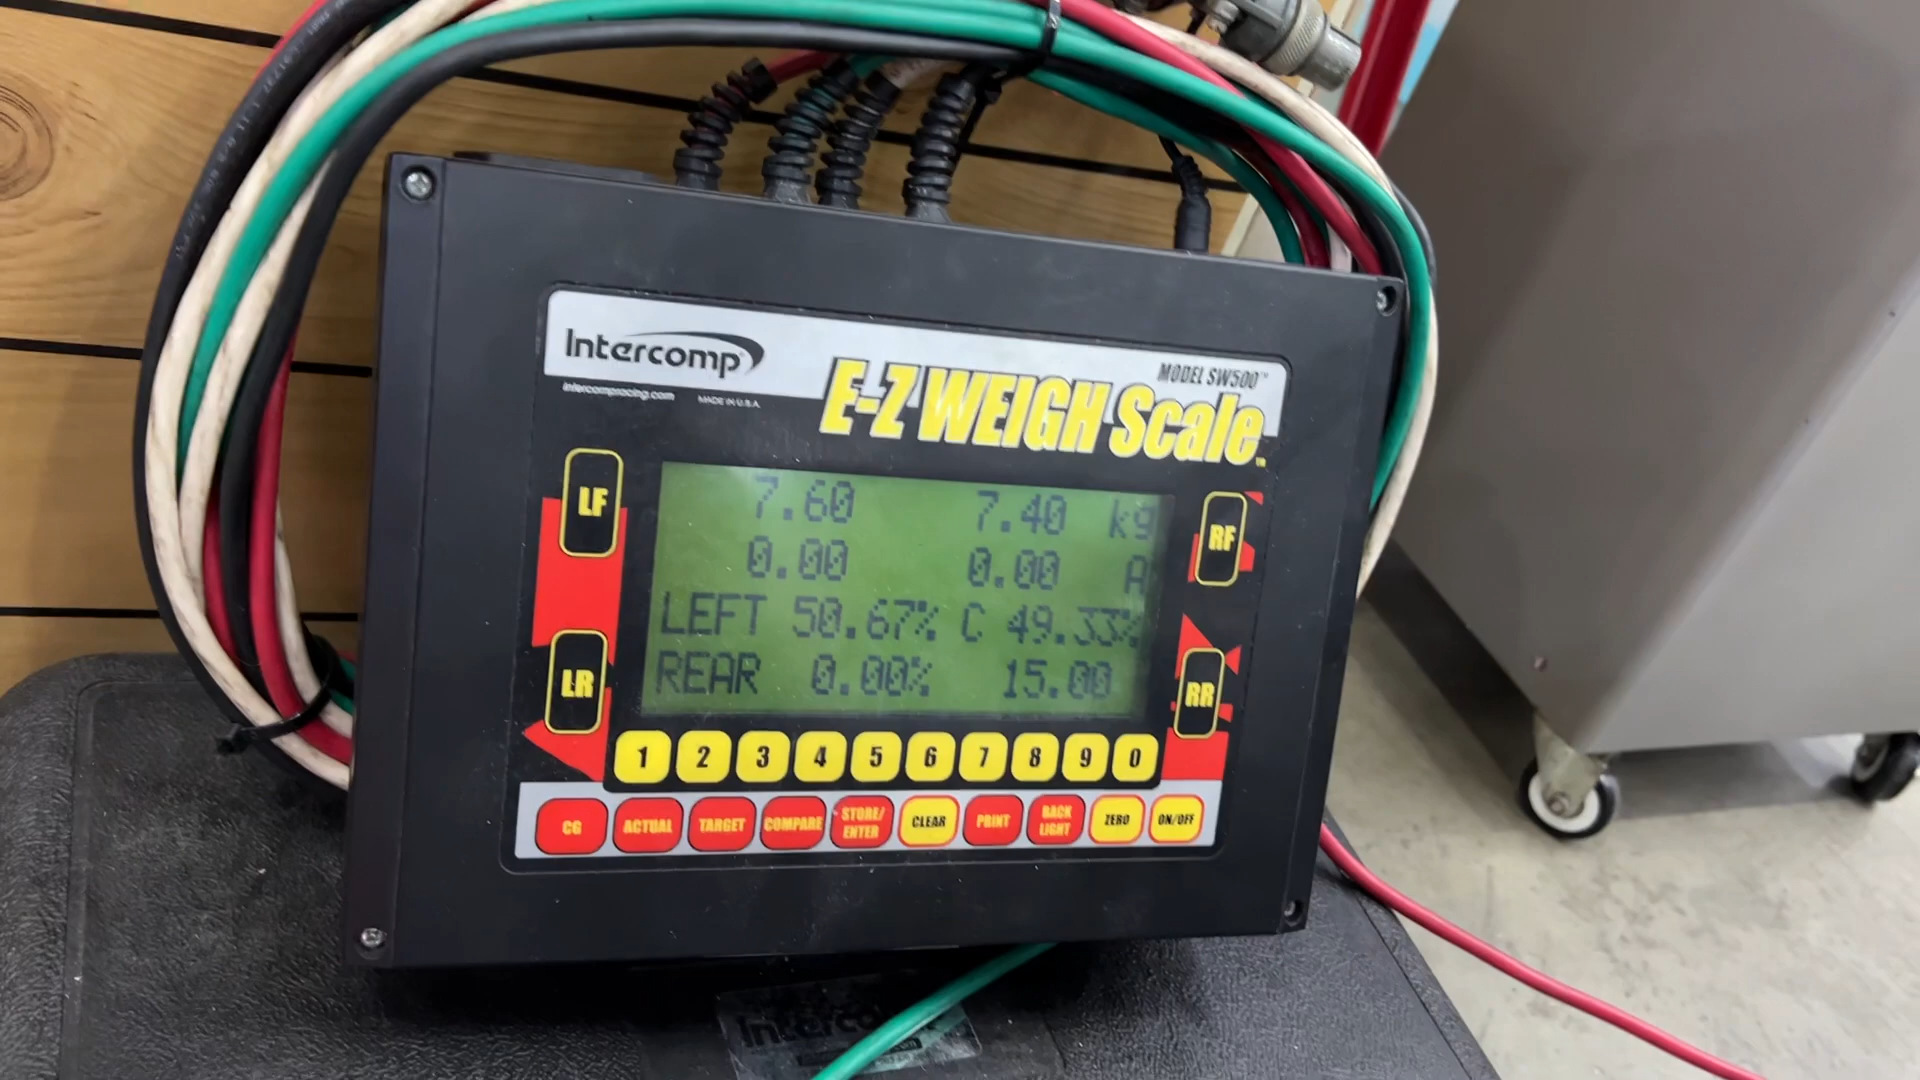 Intercomp
MODEL SW500™
intercompracing.com MADE IN U.S.A.
E-Z WEIGH Scale™
LF
RF
7.60 7.40 kg
0.00 0.00 A
LEFT 50.67% C 49.33%
REAR 0.00% 15.00
LR
RR
1 2 3 4 5 6 7 8 9 0
CG ACTUAL TARGET COMPARE STORE/ENTER CLEAR PRINT BACK LIGHT ZERO ON/OFF